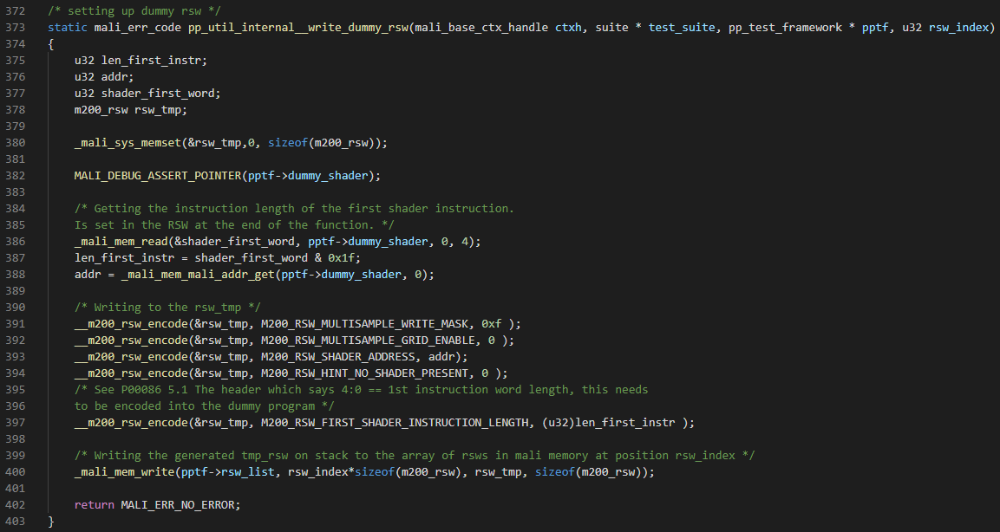 372 /* setting up dummy rsw */
373 static mali_err_code pp_util_internal__write_dummy_rsw(mali_base_ctx_handle ctxh, suite * test_suite, pp_test_framework * pptf, u32 rsw_index)
374 {
375     u32 len_first_instr;
376     u32 addr;
377     u32 shader_first_word;
378     m200_rsw rsw_tmp;
379
380     _mali_sys_memset(&rsw_tmp,0, sizeof(m200_rsw));
381
382     MALI_DEBUG_ASSERT_POINTER(pptf->dummy_shader);
383
384     /* Getting the instruction length of the first shader instruction.
385     Is set in the RSW at the end of the function. */
386     _mali_mem_read(&shader_first_word, pptf->dummy_shader, 0, 4);
387     len_first_instr = shader_first_word & 0x1f;
388     addr = _mali_mem_mali_addr_get(pptf->dummy_shader, 0);
389
390     /* Writing to the rsw_tmp */
391     __m200_rsw_encode(&rsw_tmp, M200_RSW_MULTISAMPLE_WRITE_MASK, 0xf );
392     __m200_rsw_encode(&rsw_tmp, M200_RSW_MULTISAMPLE_GRID_ENABLE, 0 );
393     __m200_rsw_encode(&rsw_tmp, M200_RSW_SHADER_ADDRESS, addr);
394     __m200_rsw_encode(&rsw_tmp, M200_RSW_HINT_NO_SHADER_PRESENT, 0 );
395     /* See P00086 5.1 The header which says 4:0 == 1st instruction word length, this needs
396     to be encoded into the dummy program */
397     __m200_rsw_encode(&rsw_tmp, M200_RSW_FIRST_SHADER_INSTRUCTION_LENGTH, (u32)len_first_instr );
398
399     /* Writing the generated tmp_rsw on stack to the array of rsws in mali memory at position rsw_index */
400     _mali_mem_write(pptf->rsw_list, rsw_index*sizeof(m200_rsw), rsw_tmp, sizeof(m200_rsw));
401
402     return MALI_ERR_NO_ERROR;
403 }